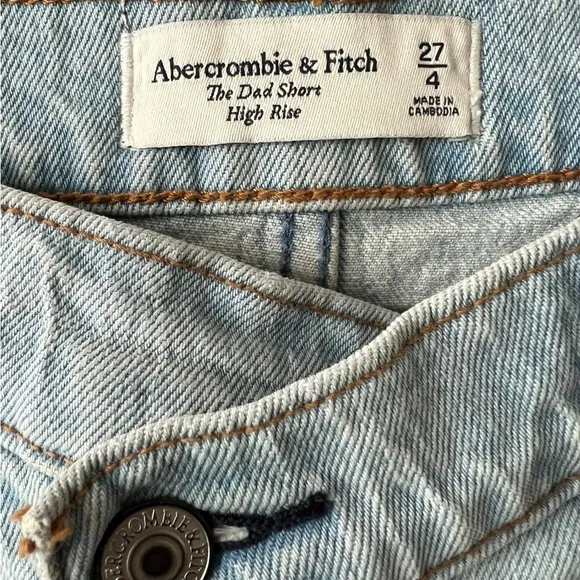 Abercrombie & Fitch
The Dad Short
High Rise
27
4
MADE IN
CAMBODIA
ABERCROMBIE & FITCH